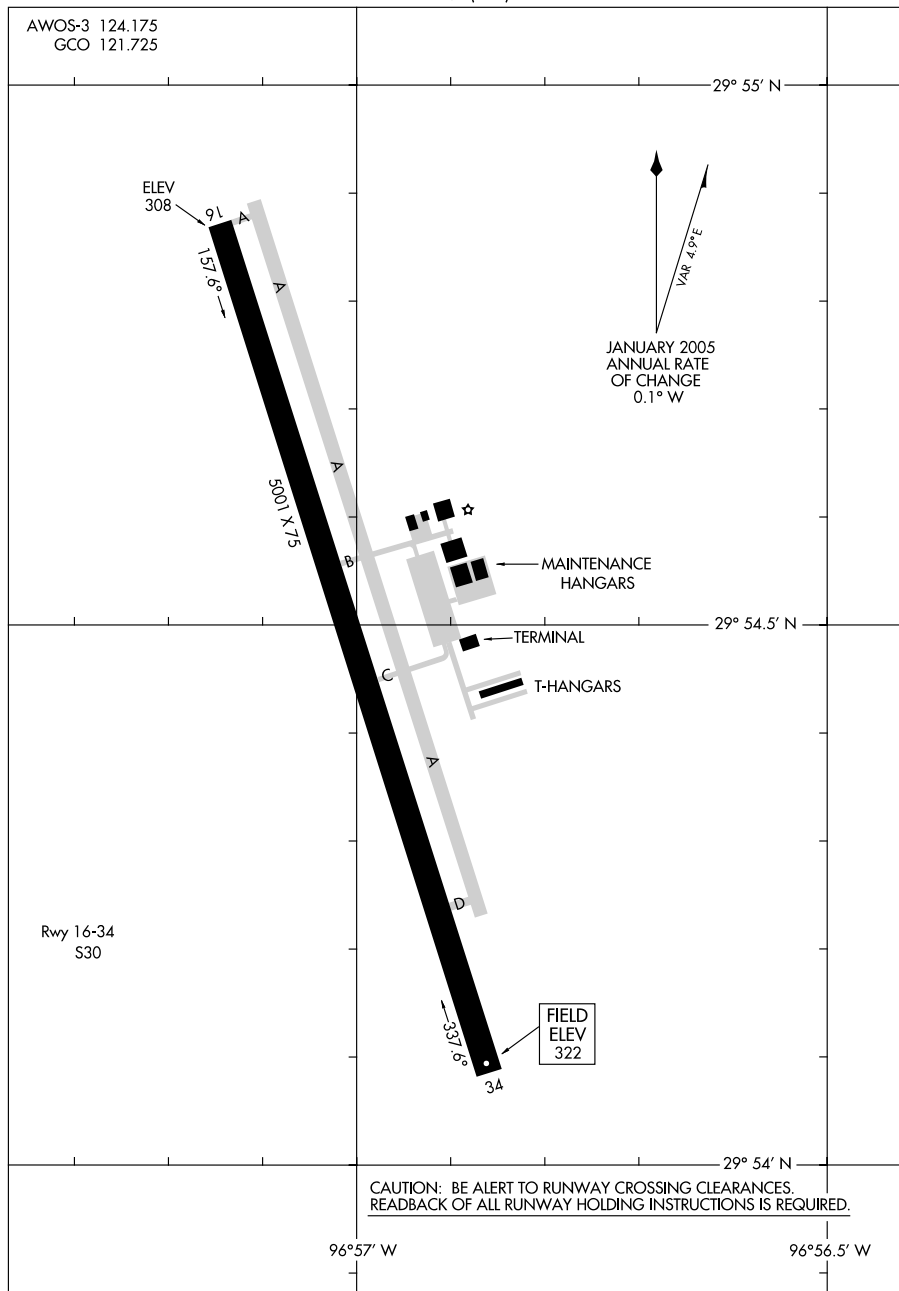 AWOS-3 124.175
GCO 121.725
29° 55' N
ELEV
308
16
A
157.6°
A
VAR 4.9°E
JANUARY 2005
ANNUAL RATE
OF CHANGE
0.1° W
A
5001 X 75
B
MAINTENANCE
HANGARS
29° 54.5' N
TERMINAL
C
T-HANGARS
A
D
Rwy 16-34
S30
FIELD
ELEV
322
337.6°
34
29° 54' N
CAUTION: BE ALERT TO RUNWAY CROSSING CLEARANCES.
READBACK OF ALL RUNWAY HOLDING INSTRUCTIONS IS REQUIRED.
96°57' W
96°56.5' W